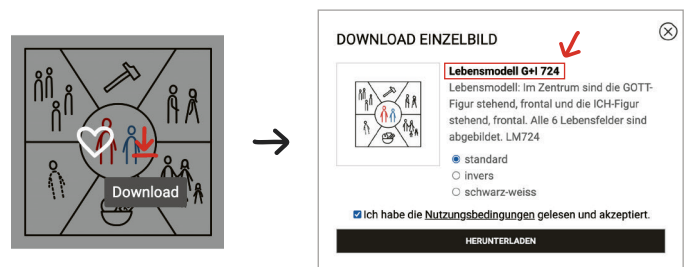 Download
DOWNLOAD EINZELBILD
Lebensmodell G+I 724
Lebensmodell: Im Zentrum sind die GOTT-
Figur stehend, frontal und die ICH-Figur
stehend, frontal. Alle 6 Lebensfelder sind
abgebildet. LM724
standard
invers
schwarz-weiss
Ich habe die Nutzungsbedingungen gelesen und akzeptiert.
HERUNTERLADEN